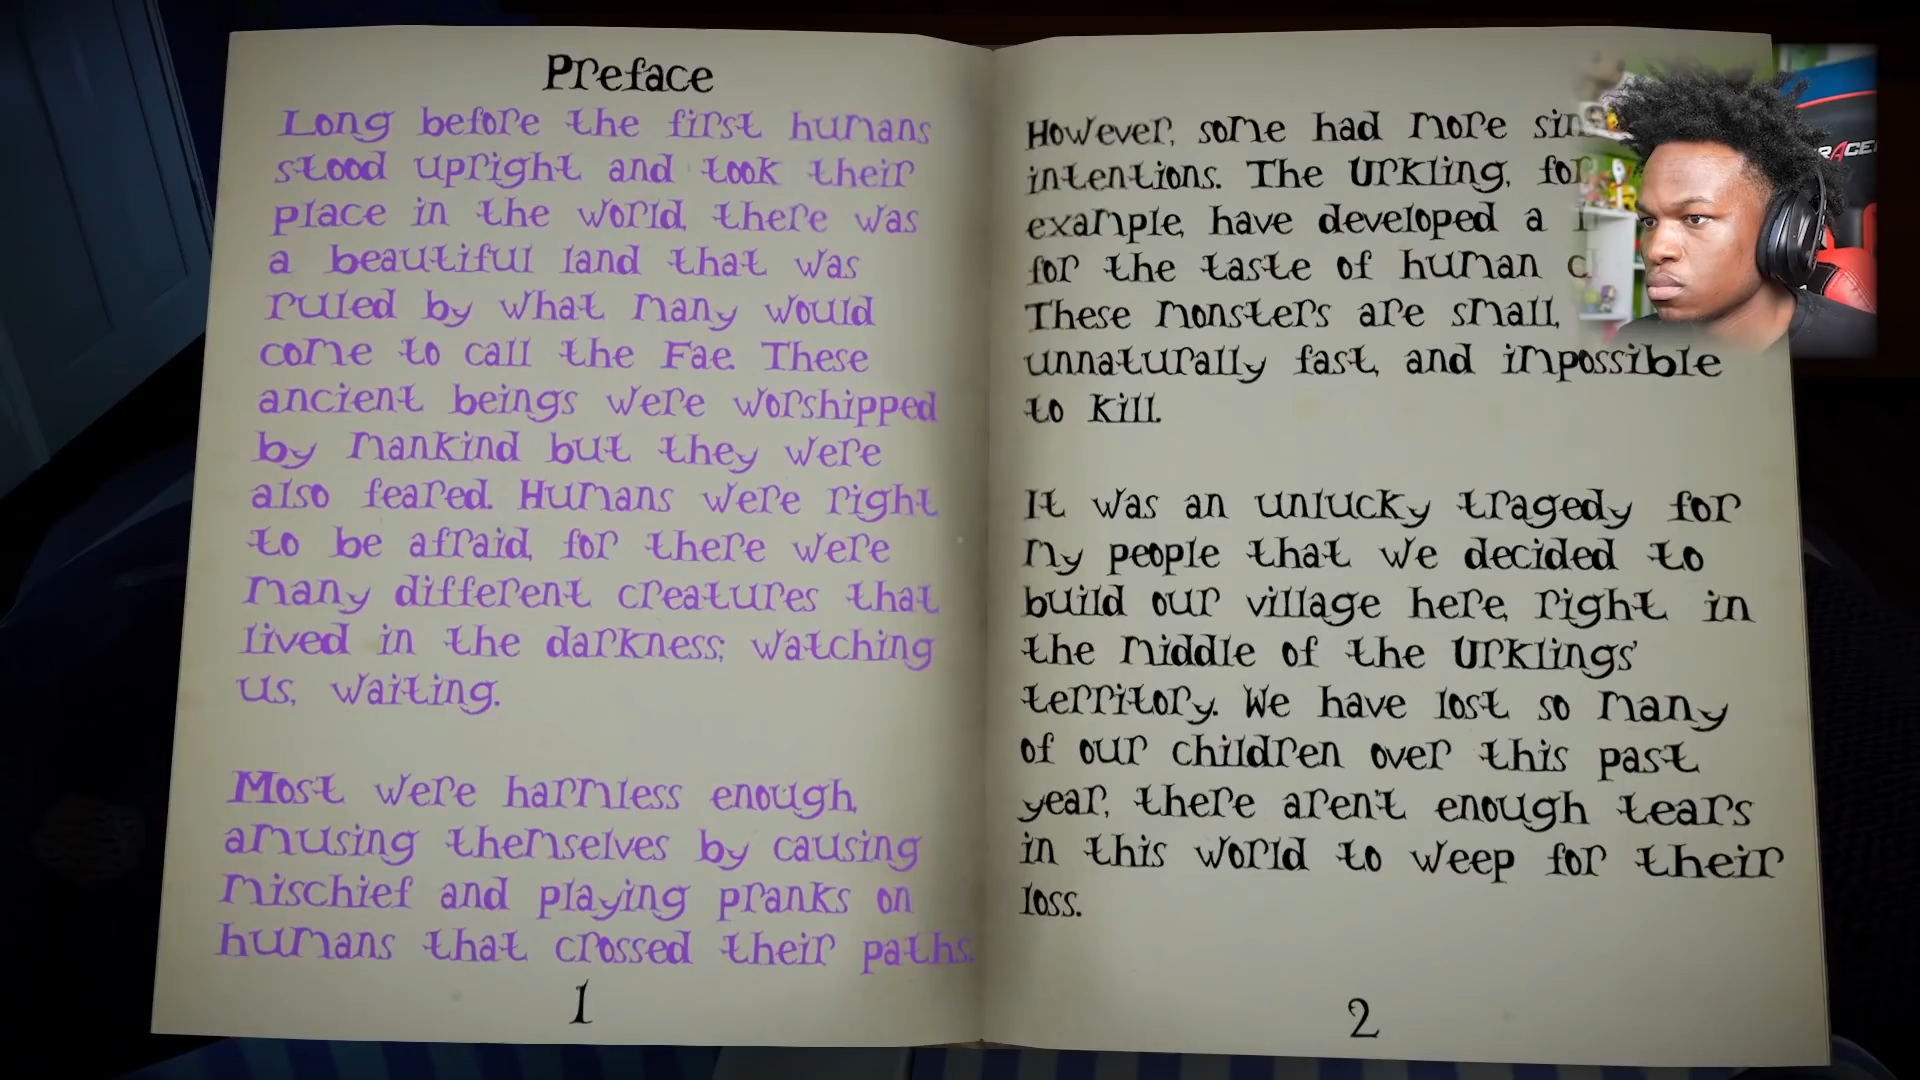 Preface
Long before the first humans
stood upright and took their
place in the world, there was
a beautiful land that was
ruled by what many would
come to call the Fae. These
ancient beings were worshipped
by mankind but they were
also feared. Humans were right
to be afraid, for there were
many different creatures that
lived in the darkness; watching
us, waiting.
Most were harmless enough,
amusing themselves by causing
mischief and playing pranks on
humans that crossed their paths.
1
However, some had more
intentions. The Urkling, for
example, have developed a
for the taste of human
These monsters are small,
unnaturally fast, and impossible
to kill.
It was an unlucky tragedy for
my people that we decided to
build our village here, right in
the middle of the Urklings'
territory. We have lost so many
of our children over this past
year, there aren't enough tears
in this world to weep for their
loss.
2